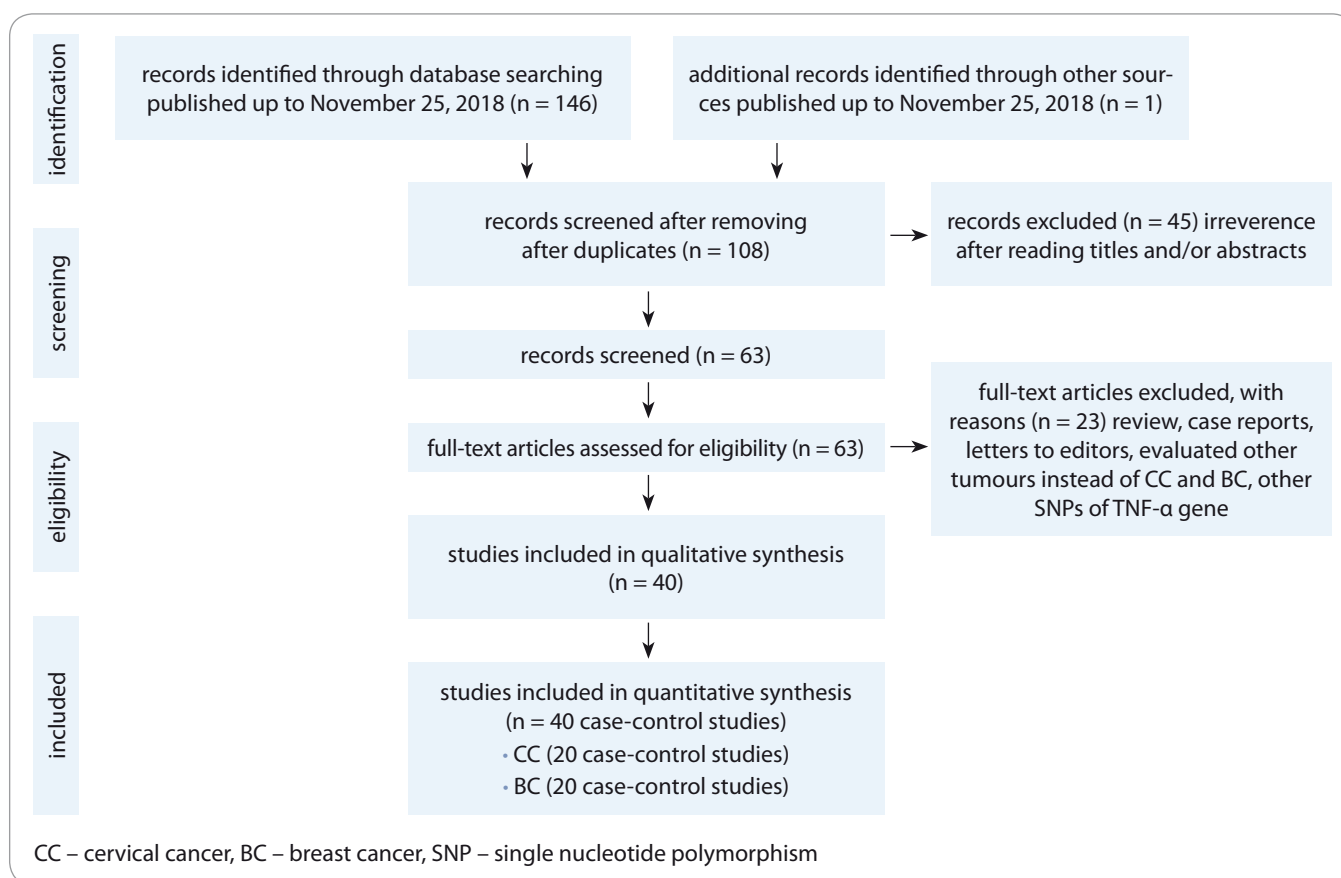 identification
records identified through database searching
published up to November 25, 2018 (n = 146)
additional records identified through other sour-
ces published up to November 25, 2018 (n = 1)
screening
records screened after removing
after duplicates (n = 108)
records excluded (n = 45) irreverence
after reading titles and/or abstracts
records screened (n = 63)
eligibility
full-text articles assessed for eligibility (n = 63)
full-text articles excluded, with
reasons (n = 23) review, case reports,
letters to editors, evaluated other
tumours instead of CC and BC, other
SNPs of TNF-α gene
studies included in qualitative synthesis
(n = 40)
included
studies included in quantitative synthesis
(n = 40 case-control studies)
• CC (20 case-control studies)
• BC (20 case-control studies)
CC – cervical cancer, BC – breast cancer, SNP – single nucleotide polymorphism